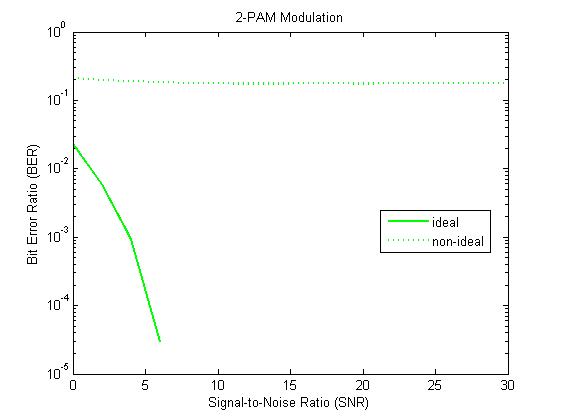 2-PAM Modulation
10^0
10^-1
10^-2
10^-3
10^-4
10^-5
Bit Error Ratio (BER)
ideal
non-ideal
0 5 10 15 20 25 30
Signal-to-Noise Ratio (SNR)